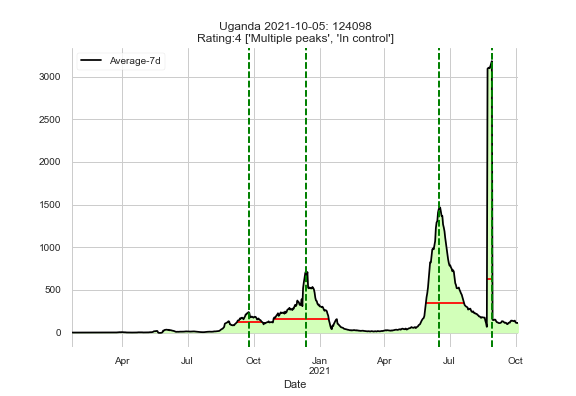 Uganda 2021-10-05: 124098
Rating:4 ['Multiple peaks', 'In control']
Average-7d
3000
2500
2000
1500
1000
500
0
Apr Jul Oct Jan Apr Jul Oct
2021
Date